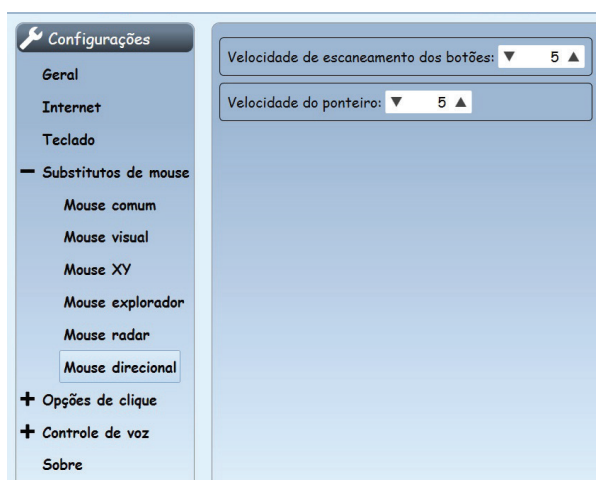 Configurações
Geral
Internet
Teclado
Substitutos de mouse
Mouse comum
Mouse visual
Mouse XY
Mouse explorador
Mouse radar
Mouse direcional
Opções de clique
Controle de voz
Sobre
Velocidade de escaneamento dos botões: 5
Velocidade do ponteiro: 5